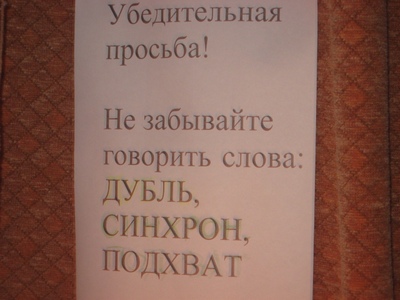 Убедительная
просьба!
Не забывайте
говорить слова:
ДУБЛЬ,
СИНХРОН,
ПОДХВАТ